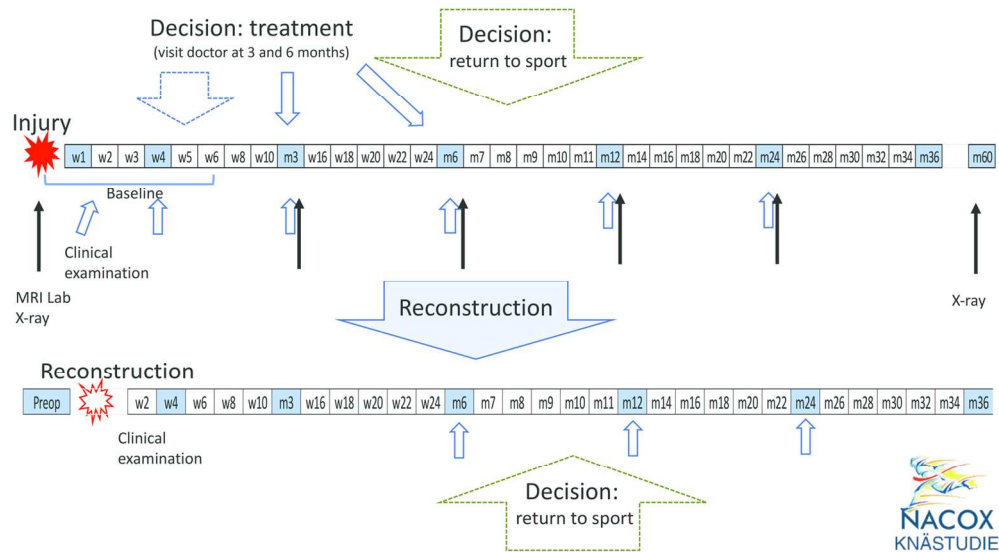 Decision: treatment
(visit doctor at 3 and 6 months)
Decision:
return to sport
Injury
w1 w2 w3 w4 w5 w6 w8 w10 m3 w16 w18 w20 w22 w24 m6 m7 m8 m9 m10 m11 m12 m14 m16 m18 m20 m22 m24 m26 m28 m30 m32 m34 m36 m60
Baseline
Clinical
examination
MRI Lab
X-ray
X-ray
Reconstruction
Reconstruction
Preop w2 w4 w6 w8 w10 m3 w16 w18 w20 w22 w24 m6 m7 m8 m9 m10 m11 m12 m14 m16 m18 m20 m22 m24 m26 m28 m30 m32 m34 m36
Clinical
examination
Decision:
return to sport
NACOX
KNÄSTUDIE